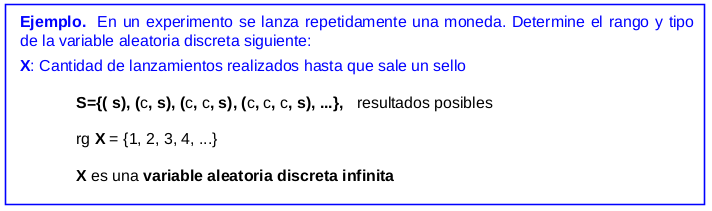 Ejemplo. En un experimento se lanza repetidamente una moneda. Determine el rango y tipo
de la variable aleatoria discreta siguiente:
X: Cantidad de lanzamientos realizados hasta que sale un sello
S={( s), (c, s), (c, c, s), (c, c, c, s), ...}, resultados posibles
rg X = {1, 2, 3, 4, ...}
X es una variable aleatoria discreta infinita